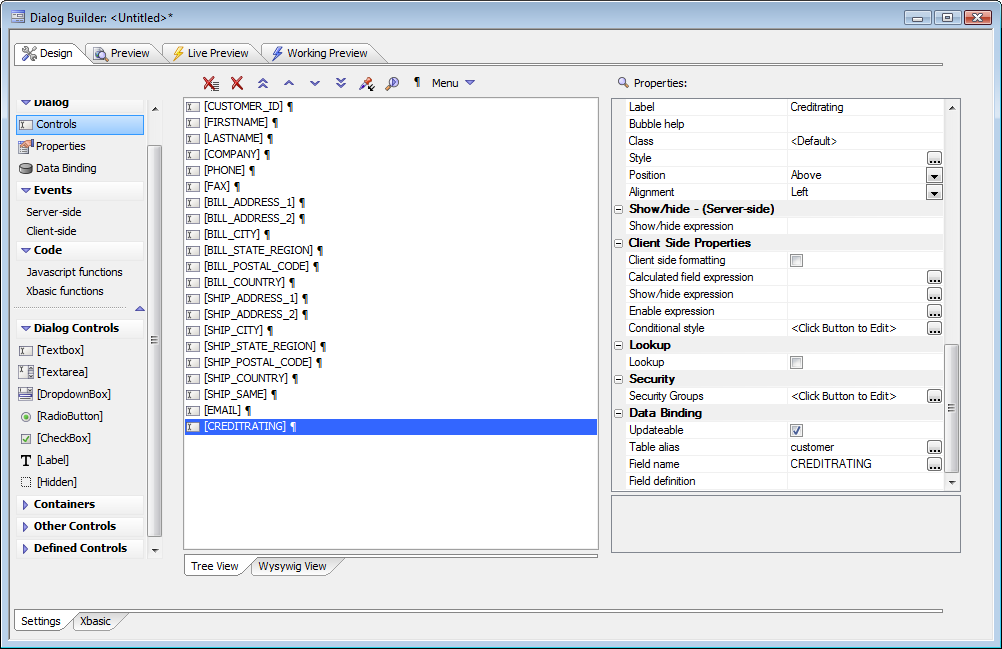 Dialog Builder: <Untitled>*
Design
Preview
Live Preview
Working Preview
Menu
Dialog
Controls
Properties
Data Binding
Events
Server-side
Client-side
Code
Javascript functions
Xbasic functions
Dialog Controls
[Textbox]
[Textarea]
[DropdownBox]
[RadioButton]
[CheckBox]
[Label]
[Hidden]
Containers
Other Controls
Defined Controls
[CUSTOMER_ID] ¶
[FIRSTNAME] ¶
[LASTNAME] ¶
[COMPANY] ¶
[PHONE] ¶
[FAX] ¶
[BILL_ADDRESS_1] ¶
[BILL_ADDRESS_2] ¶
[BILL_CITY] ¶
[BILL_STATE_REGION] ¶
[BILL_POSTAL_CODE] ¶
[BILL_COUNTRY] ¶
[SHIP_ADDRESS_1] ¶
[SHIP_ADDRESS_2] ¶
[SHIP_CITY] ¶
[SHIP_STATE_REGION] ¶
[SHIP_POSTAL_CODE] ¶
[SHIP_COUNTRY] ¶
[SHIP_SAME] ¶
[EMAIL] ¶
[CREDITRATING] ¶
Tree View
Wysywig View
Properties:
Label Creditrating
Bubble help
Class <Default>
Style ...
Position Above
Alignment Left
Show/hide - (Server-side)
Show/hide expression
Client Side Properties
Client side formatting
Calculated field expression ...
Show/hide expression ...
Enable expression ...
Conditional style <Click Button to Edit> ...
Lookup
Lookup
Security
Security Groups <Click Button to Edit> ...
Data Binding
Updateable
Table alias customer ...
Field name CREDITRATING ...
Field definition
Settings
Xbasic